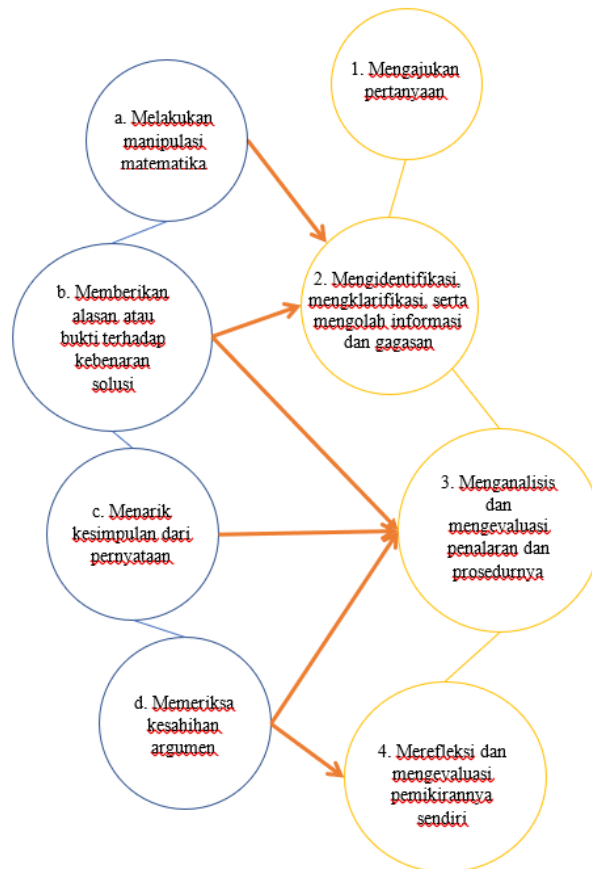 1. Mengajukan
pertanyaan
a. Melakukan
manipulasi
matematika
2. Mengidentifikasi,
mengklarifikasi, serta
mengolah informasi
dan gagasan
b. Memberikan
alasan atau
bukti terhadap
kebenaran
solusi
3. Menganalisis
dan
mengevaluasi
penalaran dan
prosedurnya
c. Menarik
kesimpulan dari
pernyataan
d. Memeriksa
kesahihan
argumen
4. Merefleksi dan
mengevaluasi
pemikirannya
sendiri